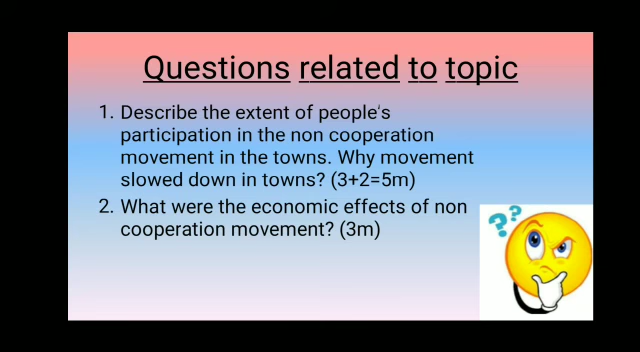 Questions related to topic
1. Describe the extent of people's
participation in the non cooperation
movement in the towns. Why movement
slowed down in towns? (3+2=5m)
2. What were the economic effects of non
cooperation movement? (3m)
??